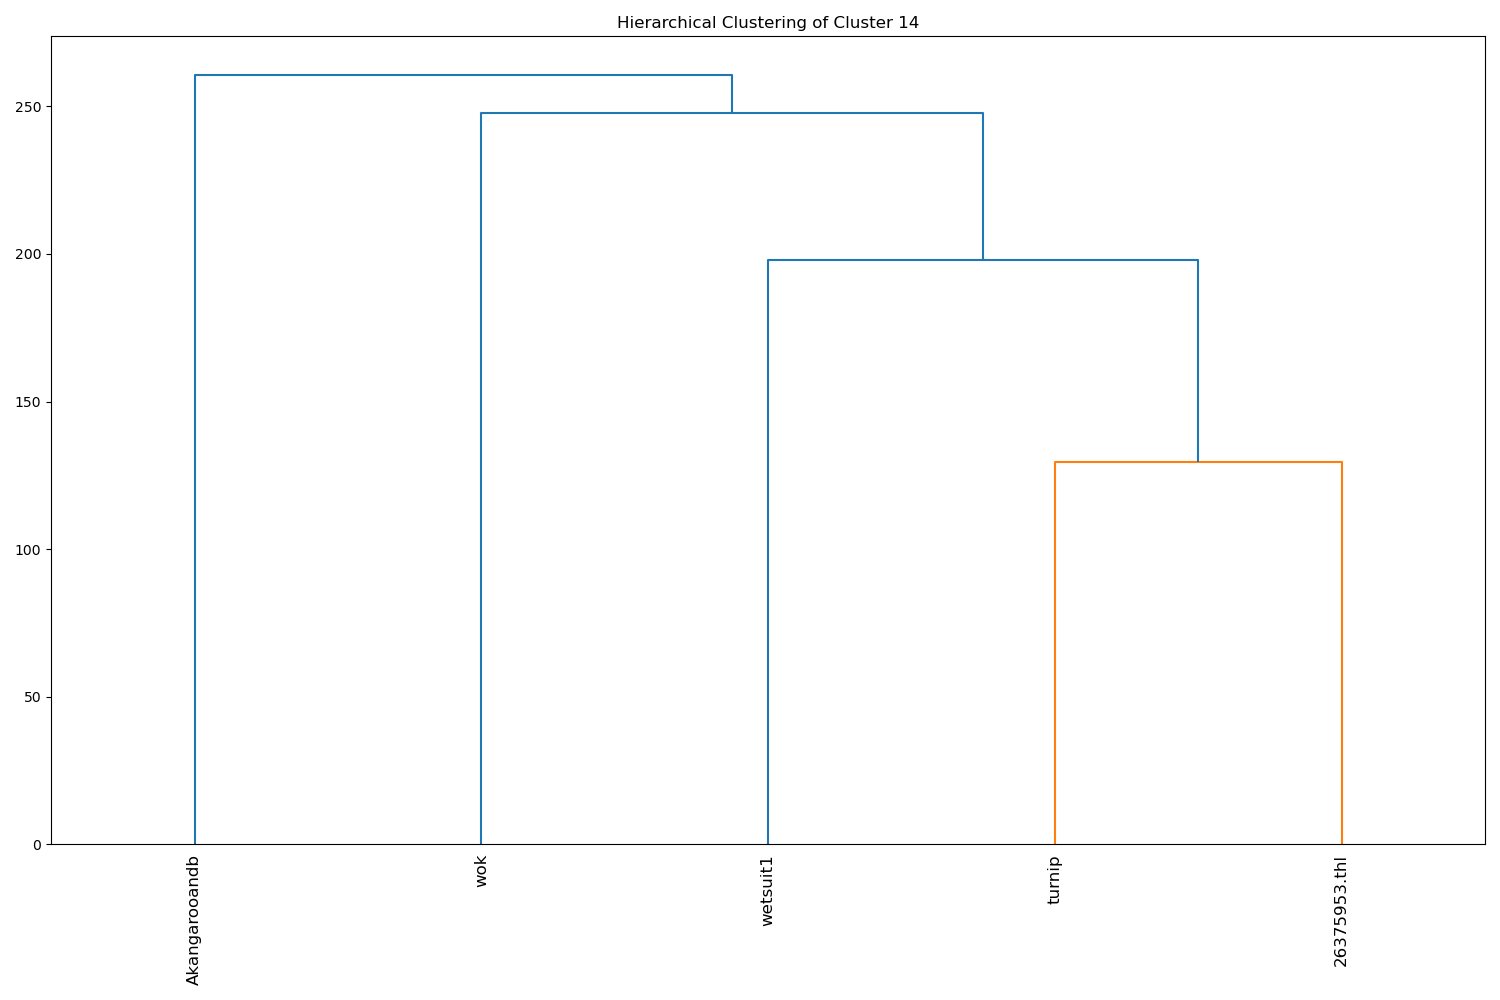 Hierarchical Clustering of Cluster 14
250
200
150
100
50
0
Akangarooandb
wok
wetsuit1
turnip
26375953.thl